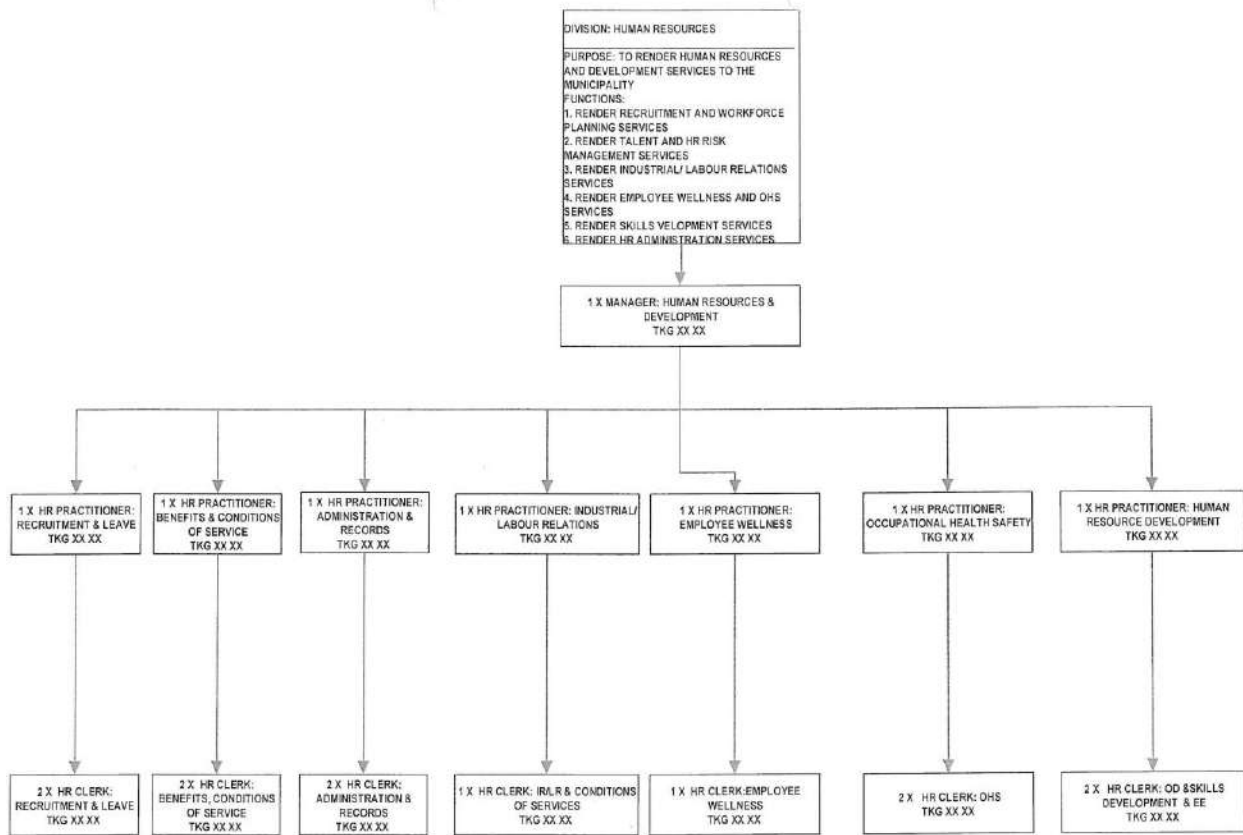 DIVISION: HUMAN RESOURCES
PURPOSE: TO RENDER HUMAN RESOURCES
AND DEVELOPMENT SERVICES TO THE
MUNICIPALITY
FUNCTIONS:
1. RENDER RECRUITMENT AND WORKFORCE
PLANNING SERVICES
2. RENDER TALENT AND HR RISK
MANAGEMENT SERVICES
3. RENDER INDUSTRIAL/ LABOUR RELATIONS
SERVICES
4. RENDER EMPLOYEE WELLNESS AND OHS
SERVICES
5. RENDER SKILLS VELOPMENT SERVICES
6. RENDER HR ADMINISTRATION SERVICES
1 X MANAGER: HUMAN RESOURCES &
DEVELOPMENT
TKG XX XX
1 X HR PRACTITIONER:
RECRUITMENT & LEAVE
TKG XX XX
1 X HR PRACTITIONER:
BENEFITS & CONDITIONS
OF SERVICE
TKG XX XX
1 X HR PRACTITIONER:
ADMINISTRATION &
RECORDS
TKG XX XX
1 X HR PRACTITIONER: INDUSTRIAL/
LABOUR RELATIONS
TKG XX XX
1 X HR PRACTITIONER:
EMPLOYEE WELLNESS
TKG XX XX
1 X HR PRACTITIONER:
OCCUPATIONAL HEALTH SAFETY
TKG XX XX
1 X HR PRACTITIONER: HUMAN
RESOURCE DEVELOPMENT
TKG XX XX
2 X HR CLERK:
RECRUITMENT & LEAVE
TKG XX XX
2 X HR CLERK:
BENEFITS, CONDITIONS
OF SERVICE
TKG XX XX
2 X HR CLERK:
ADMINISTRATION &
RECORDS
TKG XX XX
1 X HR CLERK: IR/LR & CONDITIONS
OF SERVICES
TKG XX XX
1 X HR CLERK:EMPLOYEE
WELLNESS
TKG XX XX
2 X HR CLERK: OHS
TKG XX XX
2 X HR CLERK: OD &SKILLS
DEVELOPMENT & EE
TKG XX XX